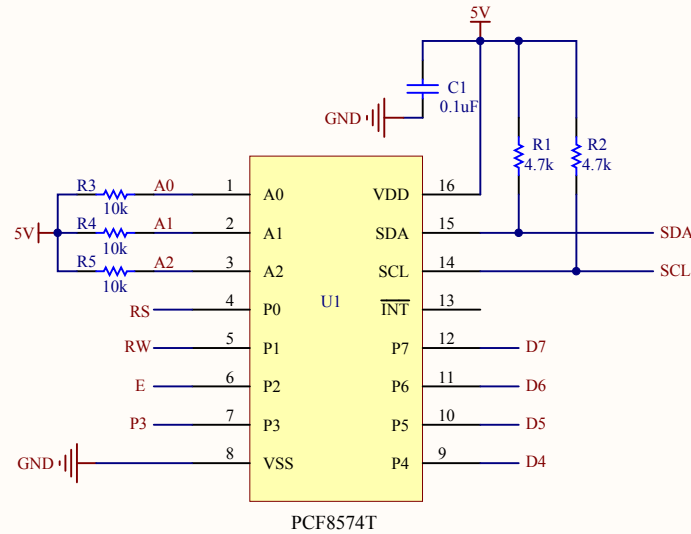 5V
C1
0.1uF
GND
R1
4.7k
R2
4.7k
R3 A0 1 A0 VDD 16
10k
5V R4 A1 2 A1 SDA 15 SDA
10k
R5 A2 3 A2 SCL 14 SCL
10k
U1
RS 4 P0 INT 13
RW 5 P1 P7 12 D7
E 6 P2 P6 11 D6
P3 7 P3 P5 10 D5
GND 8 VSS P4 9 D4
PCF8574T